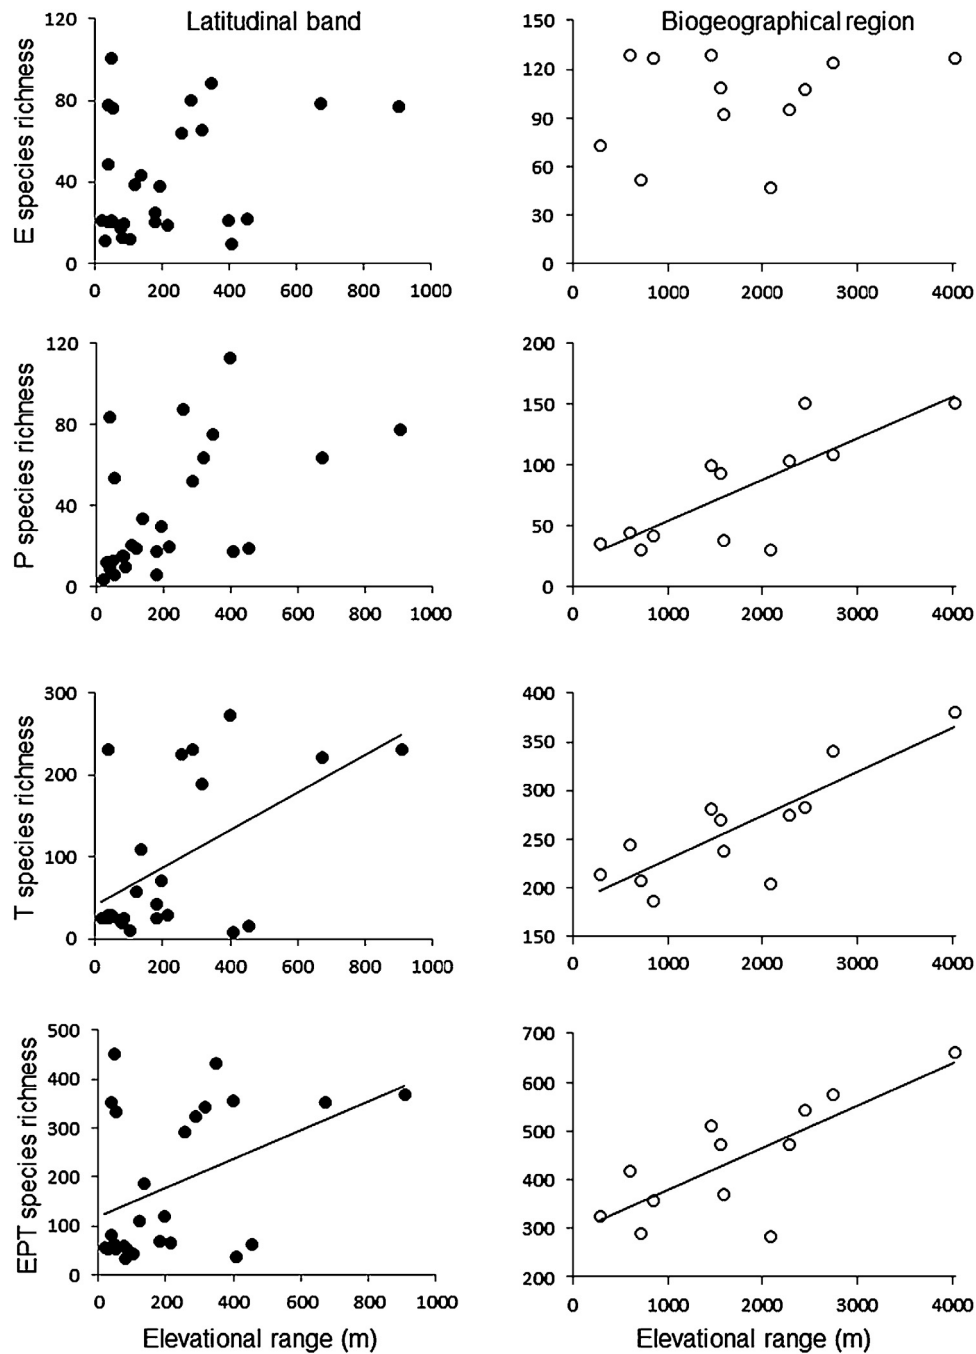 Latitudinal band
Biogeographical region
E species richness
120
80
40
0
0 200 400 600 800 1000
150
120
90
60
30
0
0 1000 2000 3000 4000
P species richness
120
80
40
0
0 200 400 600 800 1000
200
150
100
50
0
0 1000 2000 3000 4000
T species richness
300
200
100
0
0 200 400 600 800 1000
400
350
300
250
200
150
0 1000 2000 3000 4000
EPT species richness
500
400
300
200
100
0
0 200 400 600 800 1000
Elevational range (m)
700
600
500
400
300
200
0 1000 2000 3000 4000
Elevational range (m)